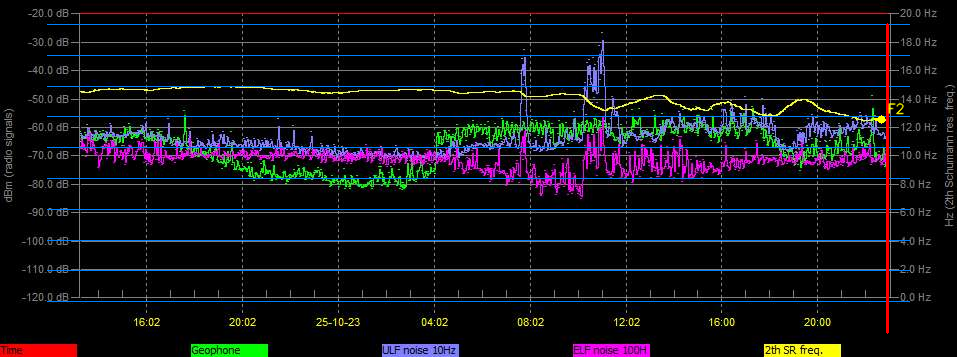 -20.0 dB 20.0 Hz
-30.0 dB 18.0 Hz
-40.0 dB 16.0 Hz
-50.0 dB 14.0 Hz
F2
-60.0 dB 12.0 Hz
-70.0 dB 10.0 Hz
-80.0 dB 8.0 Hz
-90.0 dB 6.0 Hz
-100.0 dB 4.0 Hz
-110.0 dB 2.0 Hz
-120.0 dB 0.0 Hz
dBm (radio signals)
Hz (2th Schumann res. freq.)
16:02 20:02 25-10-23 04:02 08:02 12:02 16:00 20:00
Time Geophone ULF noise 10Hz ELF noise 100H 2th SR freq.